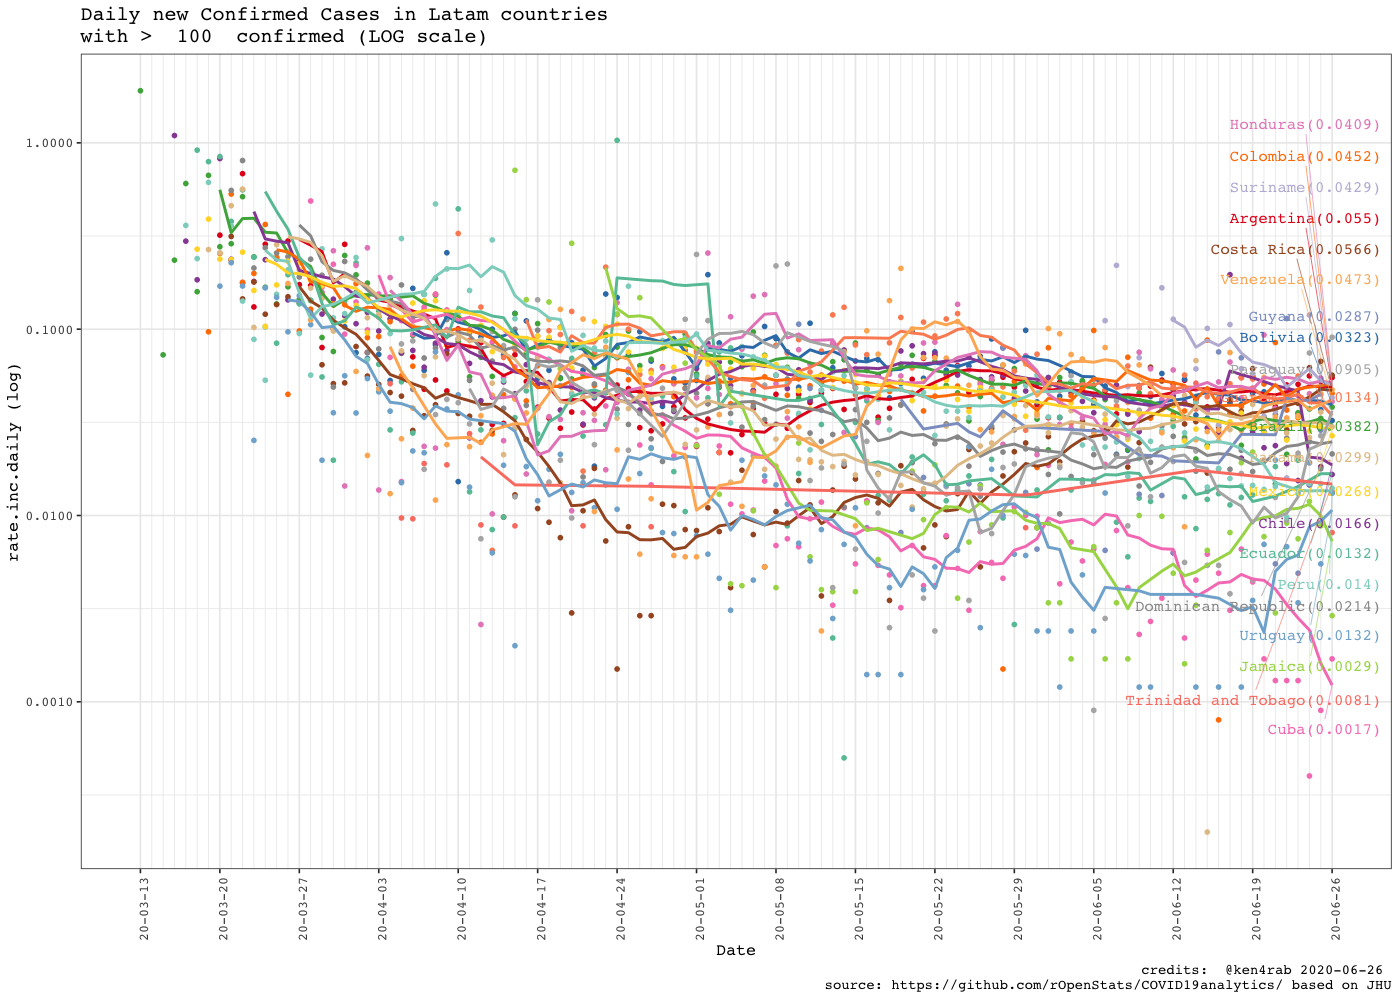 Daily new Confirmed Cases in Latam countries
with >  100  confirmed (LOG scale)
rate.inc.daily (log)
1.0000
0.1000
0.0100
0.0010
Honduras(0.0409)
Colombia(0.0452)
Suriname(0.0429)
Argentina(0.055)
Costa Rica(0.0566)
Venezuela(0.0473)
Guyana(0.0287)
Bolivia(0.0323)
Paraguay(0.0905)
Brazil(0.0382)
Panama(0.0299)
Mexico(0.0268)
Chile(0.0166)
Ecuador(0.0132)
Peru(0.014)
Dominican Republic(0.0214)
Uruguay(0.0132)
Jamaica(0.0029)
Trinidad and Tobago(0.0081)
Cuba(0.0017)
20-03-13
20-03-20
20-03-27
20-04-03
20-04-10
20-04-17
20-04-24
20-05-01
20-05-08
20-05-15
20-05-22
20-05-29
20-06-05
20-06-12
20-06-19
20-06-26
Date
credits:  @ken4rab 2020-06-26
source: https://github.com/rOpenStats/COVID19analytics/ based on JHU